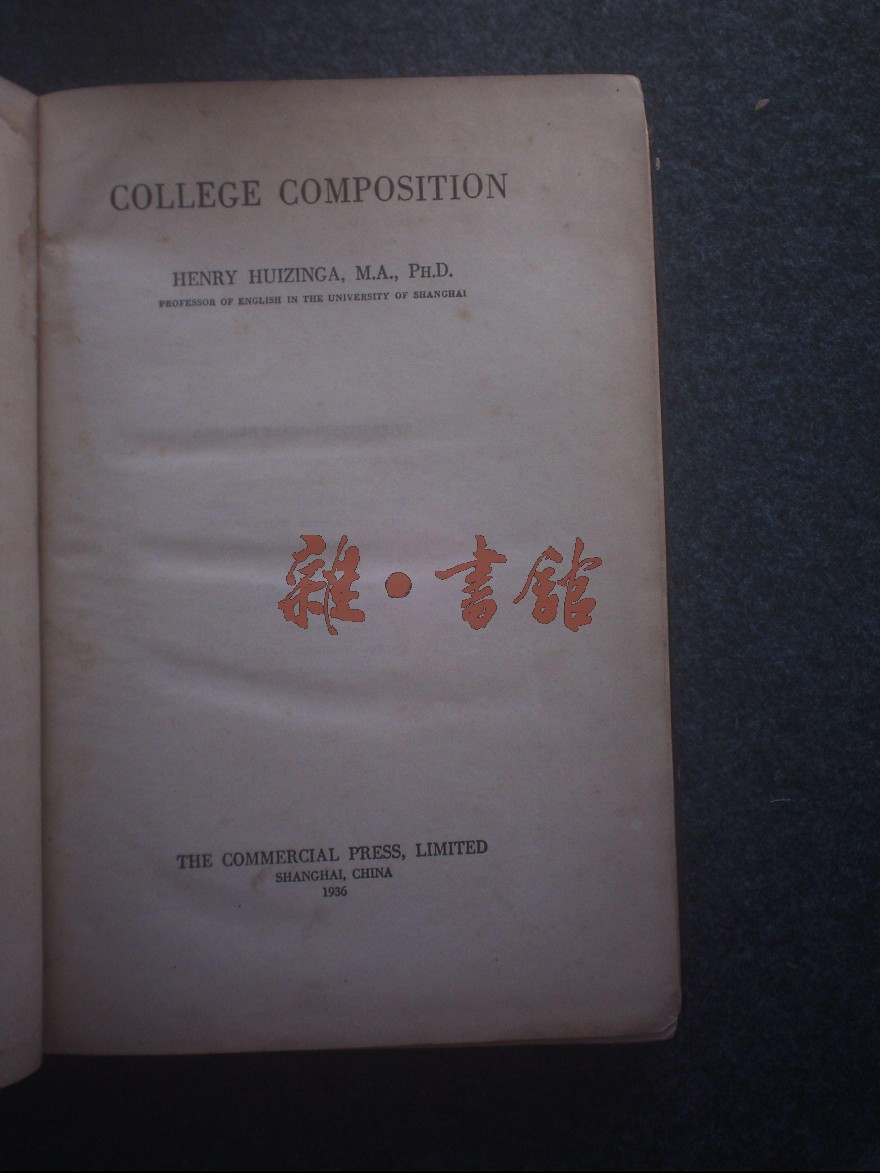 COLLEGE COMPOSITION
HENRY HUIZINGA, M.A., PH.D.
PROFESSOR OF ENGLISH IN THE UNIVERSITY OF SHANGHAI
雜·書館
THE COMMERCIAL PRESS, LIMITED
SHANGHAI, CHINA
1936